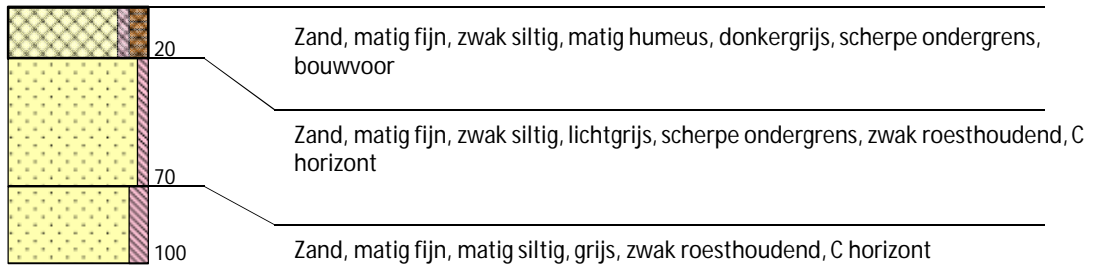 20
Zand, matig fijn, zwak siltig, matig humeus, donkergrijs, scherpe ondergrens,
bouwvoor
Zand, matig fijn, zwak siltig, lichtgrijs, scherpe ondergrens, zwak roesthoudend, C
horizont
70
100
Zand, matig fijn, matig siltig, grijs, zwak roesthoudend, C horizont